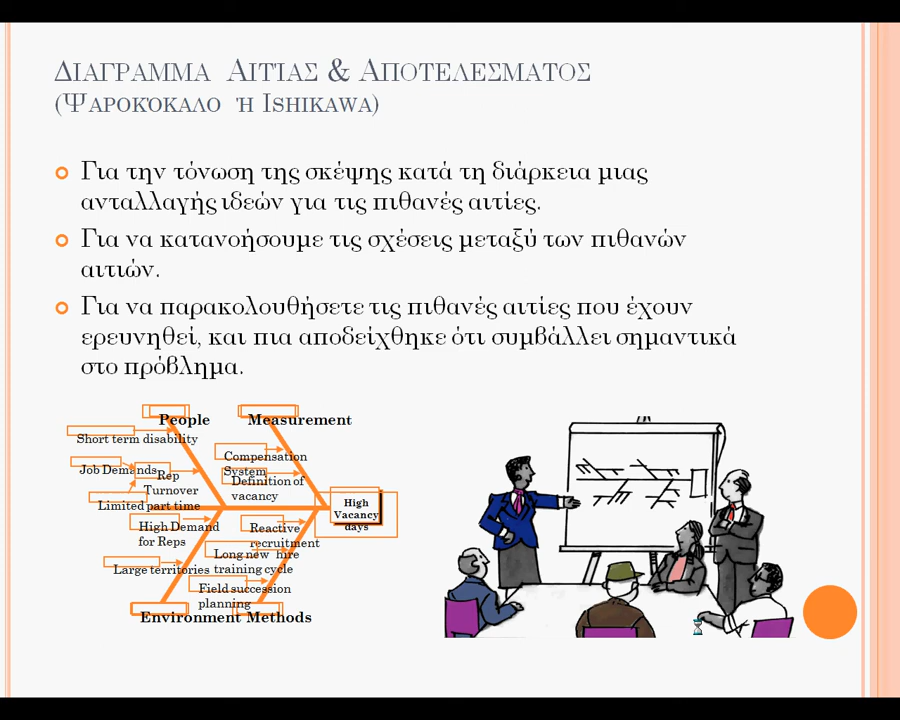 ΔΙΑΓΡΑΜΜΑ ΑΙΤΊΑΣ & ΑΠΟΤΕΛΕΣΜΑΤΟΣ
(ΨΑΡΟΚΌΚΑΛΟ Ή ISHIKAWA)
Για την τόνωση της σκέψης κατά τη διάρκεια μιας
ανταλλαγής ιδεών για τις πιθανές αιτίες.
Για να κατανοήσουμε τις σχέσεις μεταξύ των πιθανών
αιτιών.
Για να παρακολουθήσετε τις πιθανές αιτίες που έχουν
ερευνηθεί, και πια αποδείχθηκε ότι συμβάλλει σημαντικά
στο πρόβλημα.
People
Measurement
Short term disability
Job Demands
Rep
Turnover
Limited part time
Compensation
System
Definition of
vacancy
High
Vacancy
days
High Demand
for Reps
Large territories
Reactive
recruitment
Long new hire
training cycle
Field succession
planning
Environment
Methods